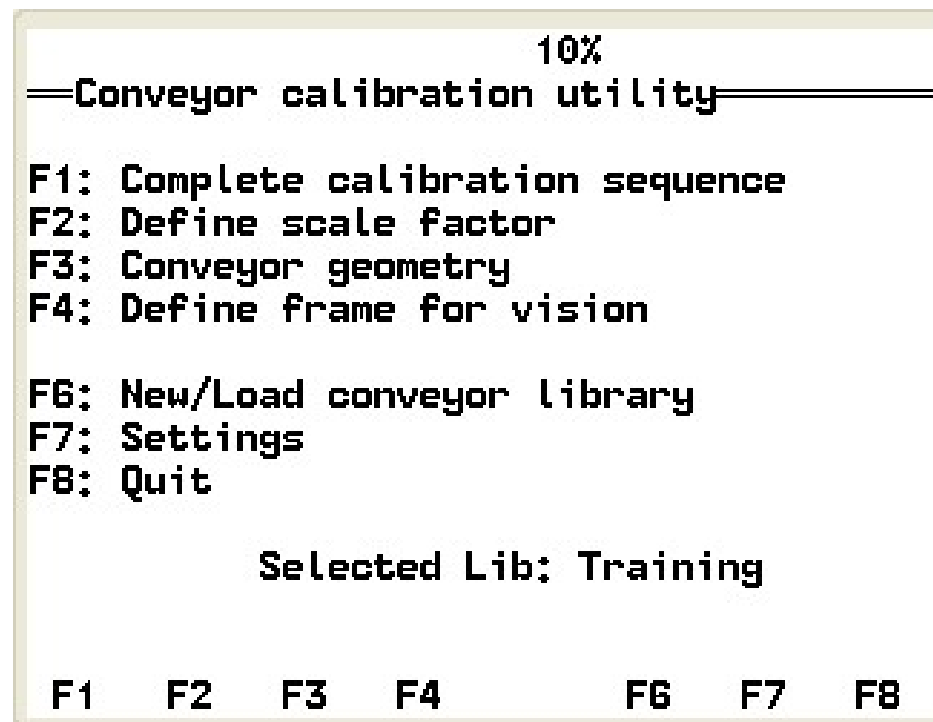 10%
Conveyor calibration utility
F1: Complete calibration sequence
F2: Define scale factor
F3: Conveyor geometry
F4: Define frame for vision
F6: New/Load conveyor library
F7: Settings
F8: Quit
Selected Lib: Training
F1 F2 F3 F4 F6 F7 F8